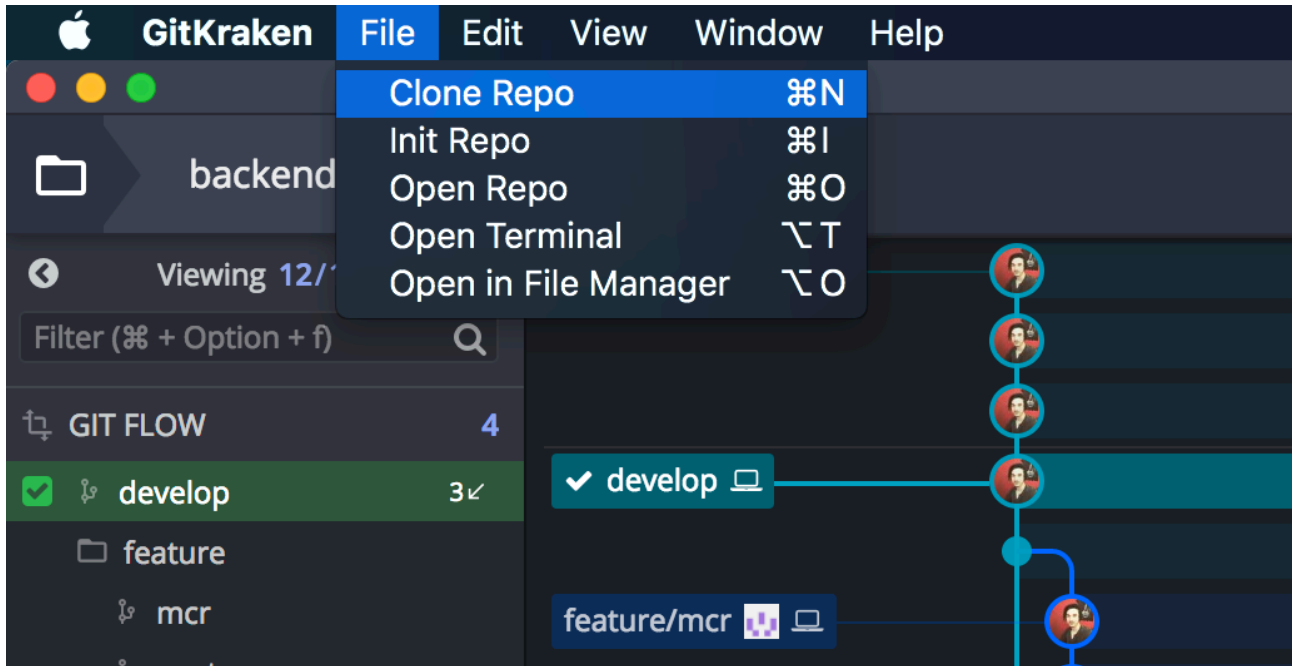 GitKraken File Edit View Window Help
Clone Repo ⌘N
Init Repo ⌘I
backend
Open Repo ⌘O
Open Terminal ⌥T
Viewing 12/
Open in File Manager ⌥O
Filter (⌘ + Option + f)
GIT FLOW 4
develop 3↙
develop
feature
mcr
feature/mcr